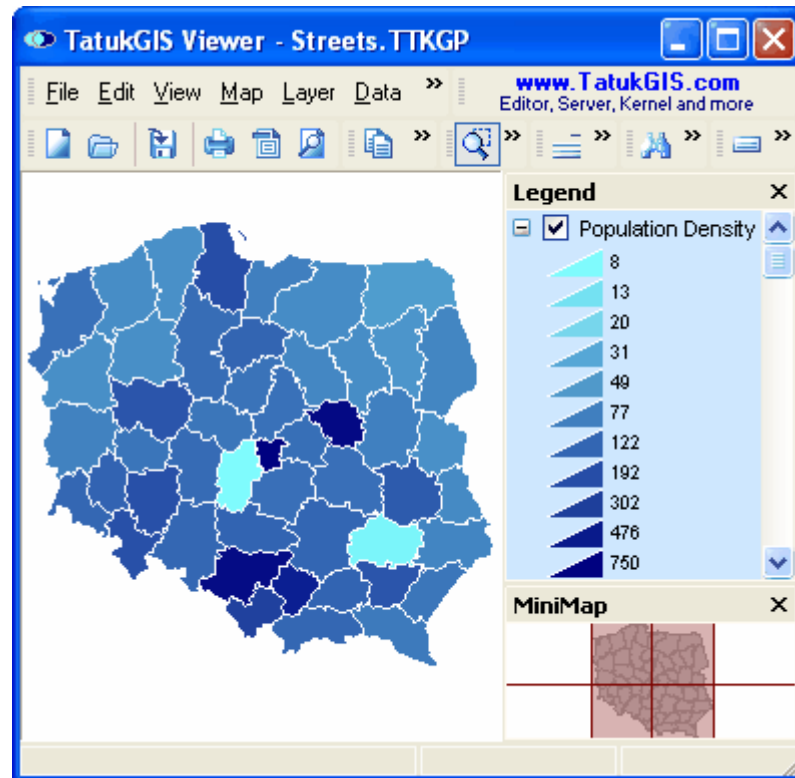 TatukGIS Viewer - Streets.TTKGP
File Edit View Map Layer Data »
www.TatukGIS.com
Editor, Server, Kernel and more
» » » » »
Legend
Population Density
8
13
20
31
49
77
122
192
302
476
750
MiniMap